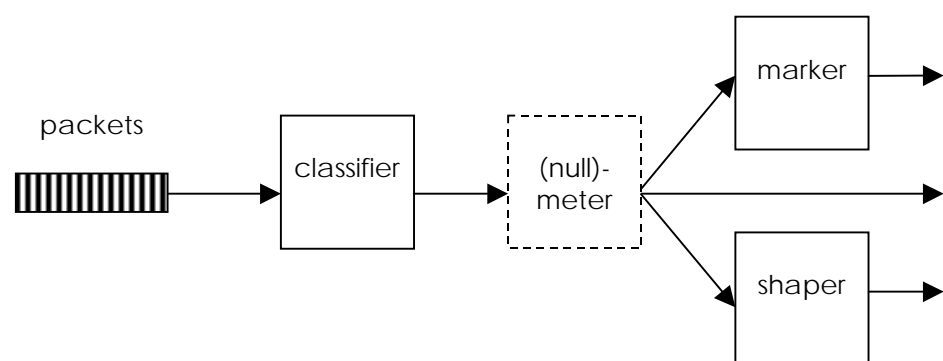 marker
packets
classifier
(null)-
meter
shaper